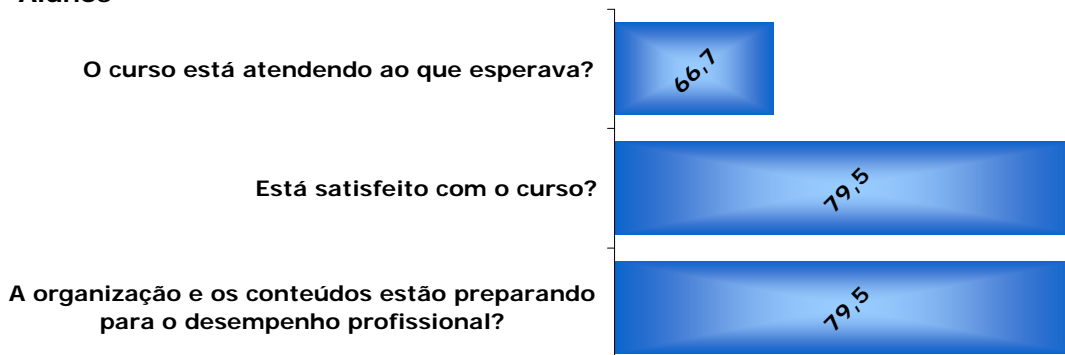 Alunos
O curso está atendendo ao que esperava?
66,7
Está satisfeito com o curso?
79,5
A organização e os conteúdos estão preparando
para o desempenho profissional?
79,5